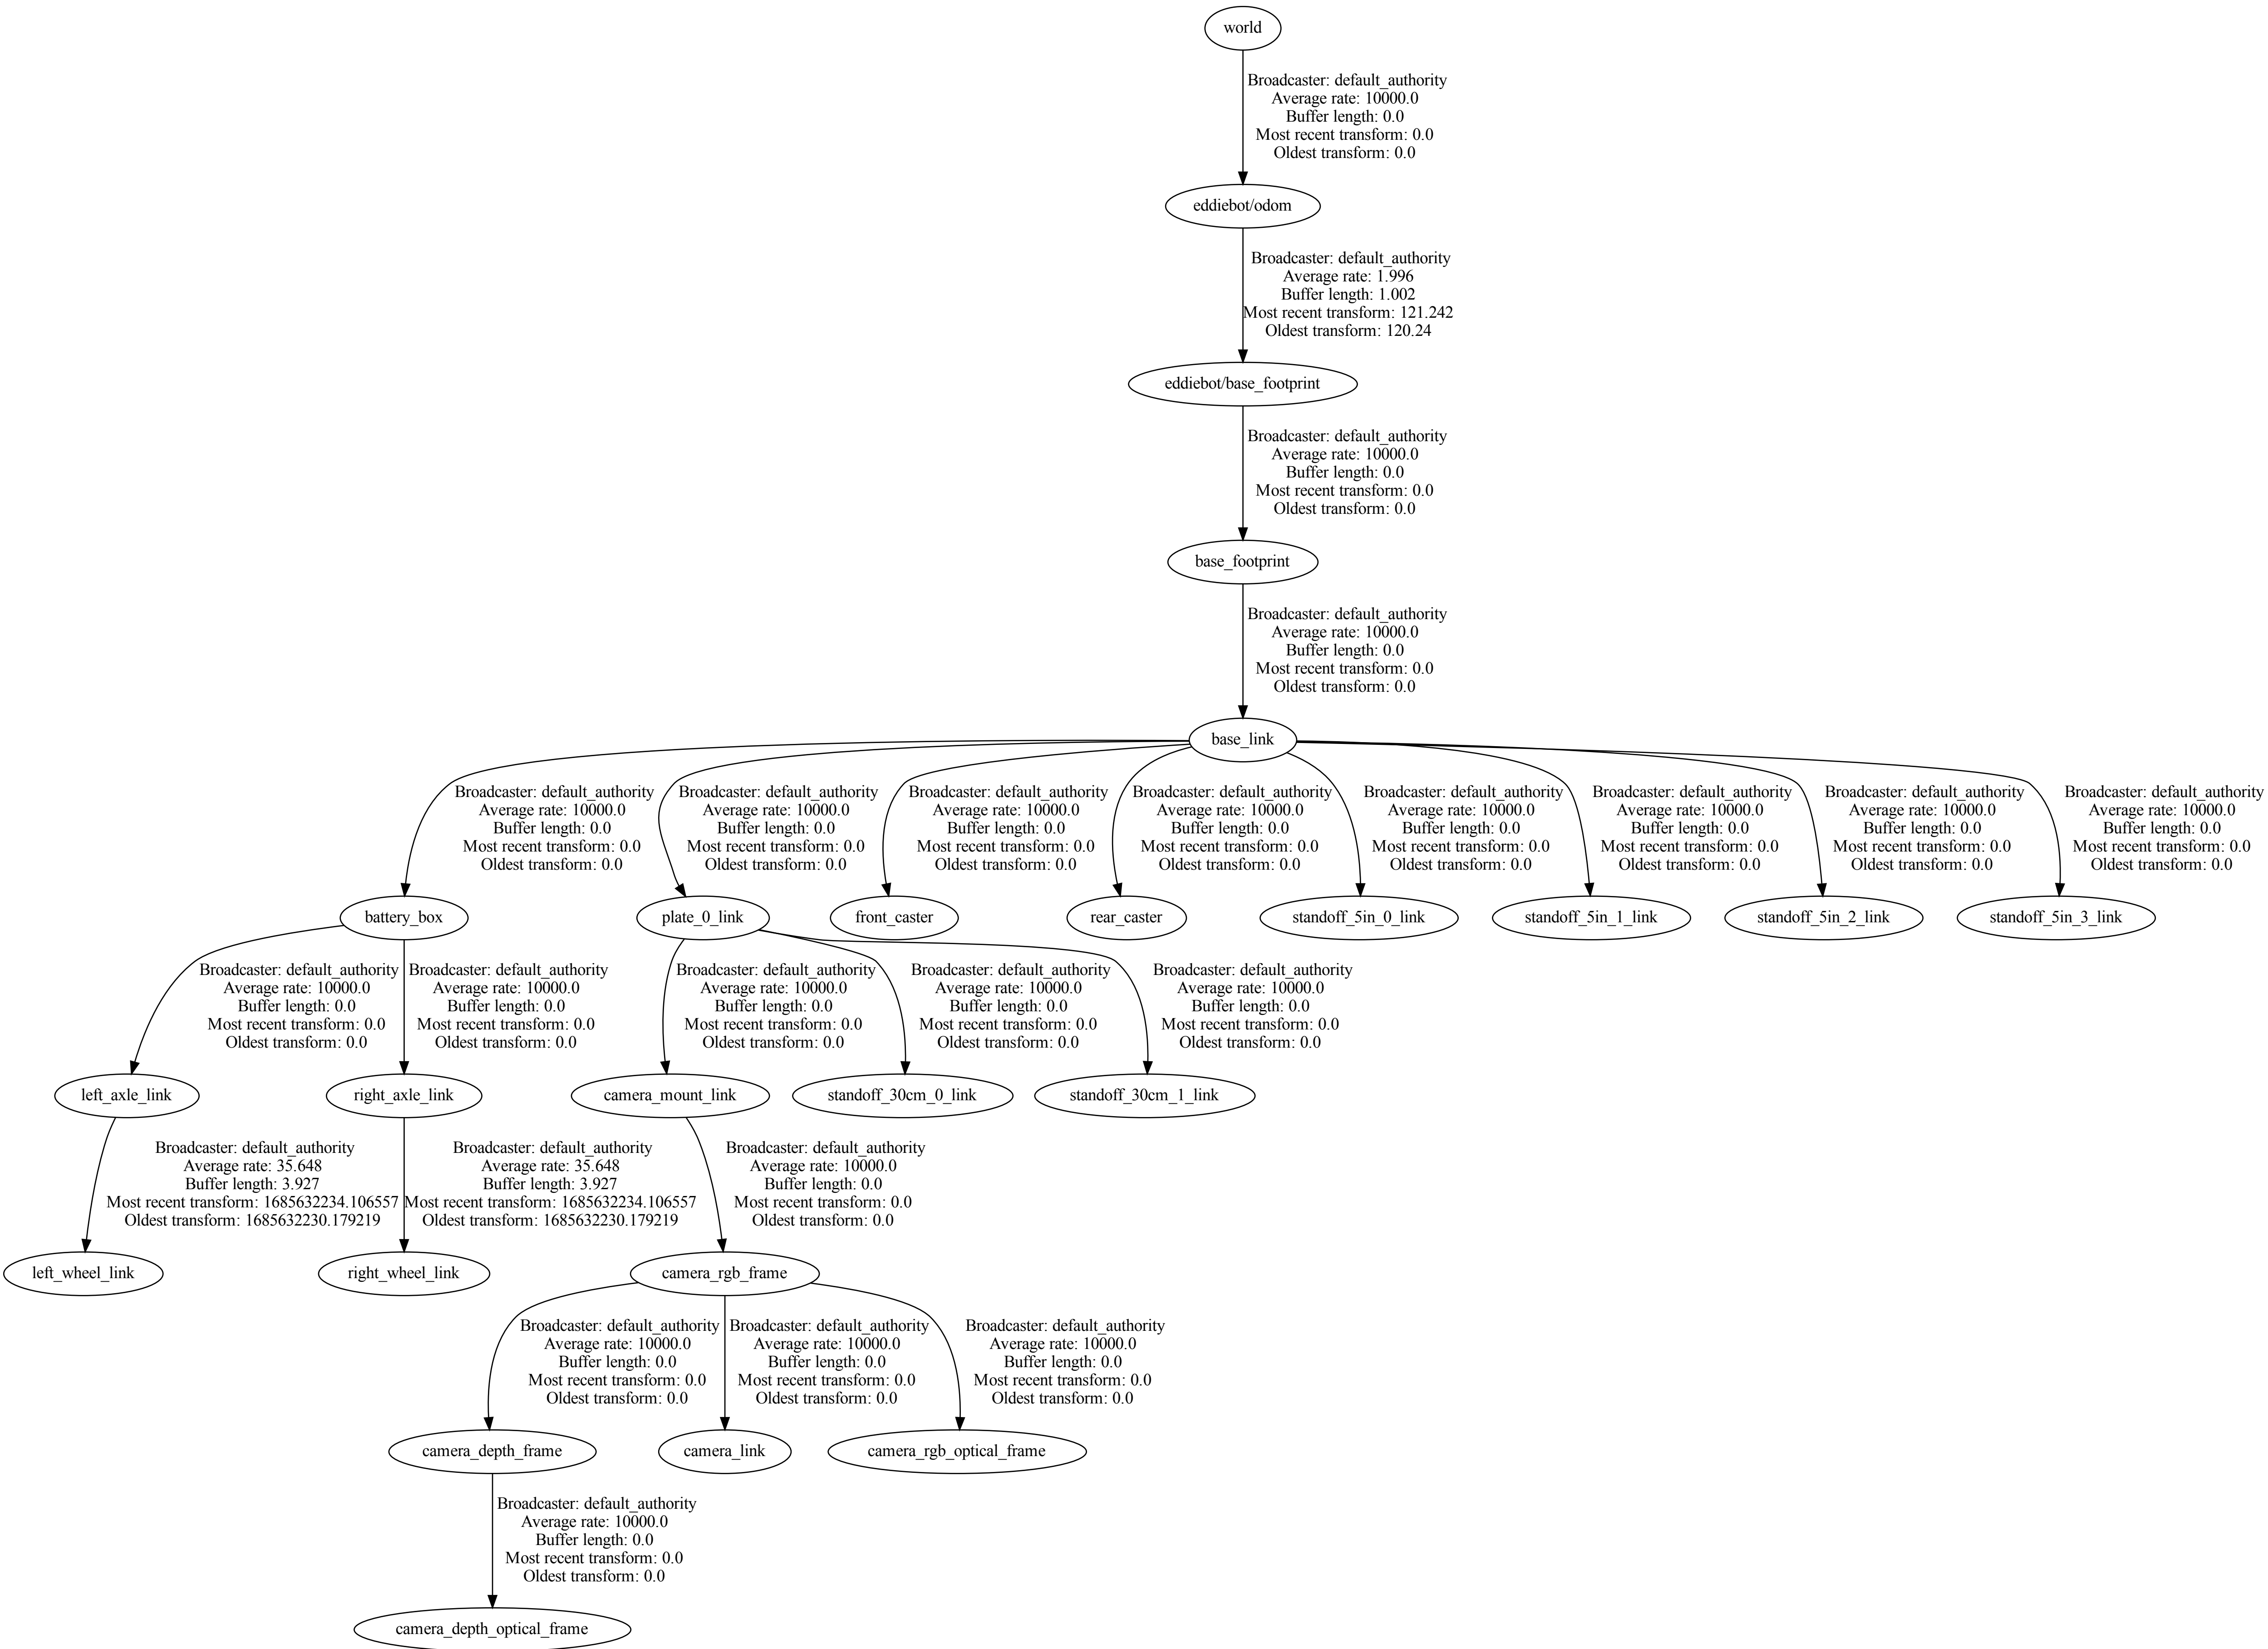 world
Broadcaster: default_authority
Average rate: 10000.0
Buffer length: 0.0
Most recent transform: 0.0
Oldest transform: 0.0
eddiebot/odom
Broadcaster: default_authority
Average rate: 1.996
Buffer length: 1.002
Most recent transform: 121.242
Oldest transform: 120.24
eddiebot/base_footprint
Broadcaster: default_authority
Average rate: 10000.0
Buffer length: 0.0
Most recent transform: 0.0
Oldest transform: 0.0
base_footprint
Broadcaster: default_authority
Average rate: 10000.0
Buffer length: 0.0
Most recent transform: 0.0
Oldest transform: 0.0
base_link
Broadcaster: default_authority
Average rate: 10000.0
Buffer length: 0.0
Most recent transform: 0.0
Oldest transform: 0.0
Broadcaster: default_authority
Average rate: 10000.0
Buffer length: 0.0
Most recent transform: 0.0
Oldest transform: 0.0
Broadcaster: default_authority
Average rate: 10000.0
Buffer length: 0.0
Most recent transform: 0.0
Oldest transform: 0.0
Broadcaster: default_authority
Average rate: 10000.0
Buffer length: 0.0
Most recent transform: 0.0
Oldest transform: 0.0
Broadcaster: default_authority
Average rate: 10000.0
Buffer length: 0.0
Most recent transform: 0.0
Oldest transform: 0.0
Broadcaster: default_authority
Average rate: 10000.0
Buffer length: 0.0
Most recent transform: 0.0
Oldest transform: 0.0
Broadcaster: default_authority
Average rate: 10000.0
Buffer length: 0.0
Most recent transform: 0.0
Oldest transform: 0.0
Broadcaster: default_authority
Average rate: 10000.0
Buffer length: 0.0
Most recent transform: 0.0
Oldest transform: 0.0
battery_box
plate_0_link
front_caster
rear_caster
standoff_5in_0_link
standoff_5in_1_link
standoff_5in_2_link
standoff_5in_3_link
Broadcaster: default_authority
Average rate: 10000.0
Buffer length: 0.0
Most recent transform: 0.0
Oldest transform: 0.0
Broadcaster: default_authority
Average rate: 10000.0
Buffer length: 0.0
Most recent transform: 0.0
Oldest transform: 0.0
Broadcaster: default_authority
Average rate: 10000.0
Buffer length: 0.0
Most recent transform: 0.0
Oldest transform: 0.0
Broadcaster: default_authority
Average rate: 10000.0
Buffer length: 0.0
Most recent transform: 0.0
Oldest transform: 0.0
Broadcaster: default_authority
Average rate: 10000.0
Buffer length: 0.0
Most recent transform: 0.0
Oldest transform: 0.0
left_axle_link
right_axle_link
camera_mount_link
standoff_30cm_0_link
standoff_30cm_1_link
Broadcaster: default_authority
Average rate: 35.648
Buffer length: 3.927
Most recent transform: 1685632234.106557
Oldest transform: 1685632230.179219
Broadcaster: default_authority
Average rate: 35.648
Buffer length: 3.927
Most recent transform: 1685632234.106557
Oldest transform: 1685632230.179219
Broadcaster: default_authority
Average rate: 10000.0
Buffer length: 0.0
Most recent transform: 0.0
Oldest transform: 0.0
left_wheel_link
right_wheel_link
camera_rgb_frame
Broadcaster: default_authority
Average rate: 10000.0
Buffer length: 0.0
Most recent transform: 0.0
Oldest transform: 0.0
Broadcaster: default_authority
Average rate: 10000.0
Buffer length: 0.0
Most recent transform: 0.0
Oldest transform: 0.0
Broadcaster: default_authority
Average rate: 10000.0
Buffer length: 0.0
Most recent transform: 0.0
Oldest transform: 0.0
camera_depth_frame
camera_link
camera_rgb_optical_frame
Broadcaster: default_authority
Average rate: 10000.0
Buffer length: 0.0
Most recent transform: 0.0
Oldest transform: 0.0
camera_depth_optical_frame